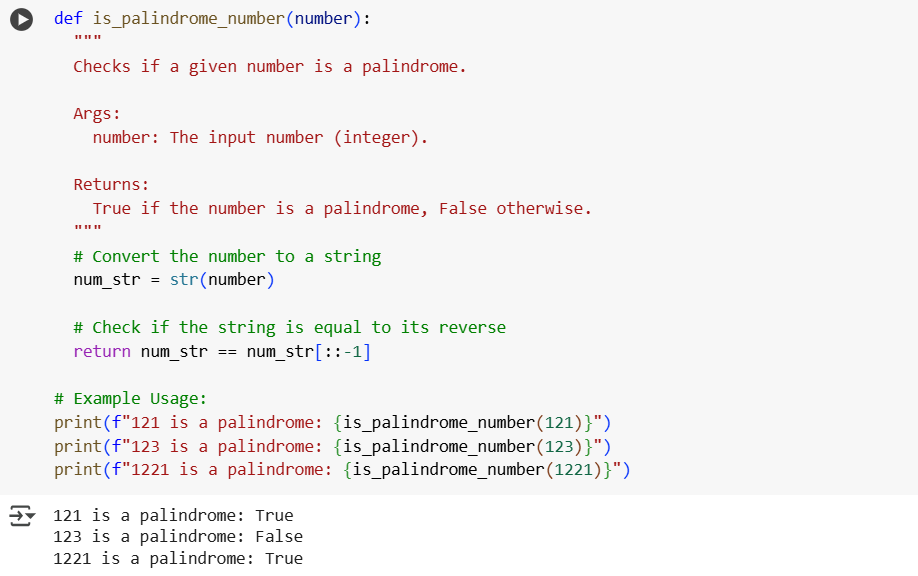 def is_palindrome_number(number):
  """
  Checks if a given number is a palindrome.

  Args:
    number: The input number (integer).

  Returns:
    True if the number is a palindrome, False otherwise.
  """
  # Convert the number to a string
  num_str = str(number)

  # Check if the string is equal to its reverse
  return num_str == num_str[::-1]

# Example Usage:
print(f"121 is a palindrome: {is_palindrome_number(121)}")
print(f"123 is a palindrome: {is_palindrome_number(123)}")
print(f"1221 is a palindrome: {is_palindrome_number(1221)}")
121 is a palindrome: True
123 is a palindrome: False
1221 is a palindrome: True